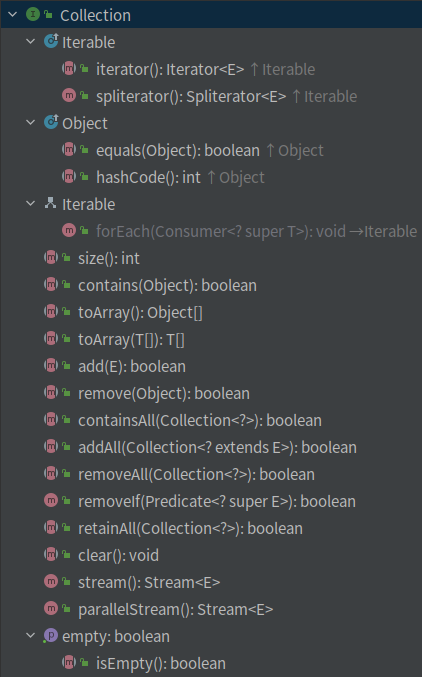 Collection
Iterable
iterator(): Iterator<E> ↑Iterable
spliterator(): Spliterator<E> ↑Iterable
Object
equals(Object): boolean ↑Object
hashCode(): int ↑Object
Iterable
forEach(Consumer<? super T>): void →Iterable
size(): int
contains(Object): boolean
toArray(): Object[]
toArray(T[]): T[]
add(E): boolean
remove(Object): boolean
containsAll(Collection<?>): boolean
addAll(Collection<? extends E>): boolean
removeAll(Collection<?>): boolean
removeIf(Predicate<? super E>): boolean
retainAll(Collection<?>): boolean
clear(): void
stream(): Stream<E>
parallelStream(): Stream<E>
empty: boolean
isEmpty(): boolean